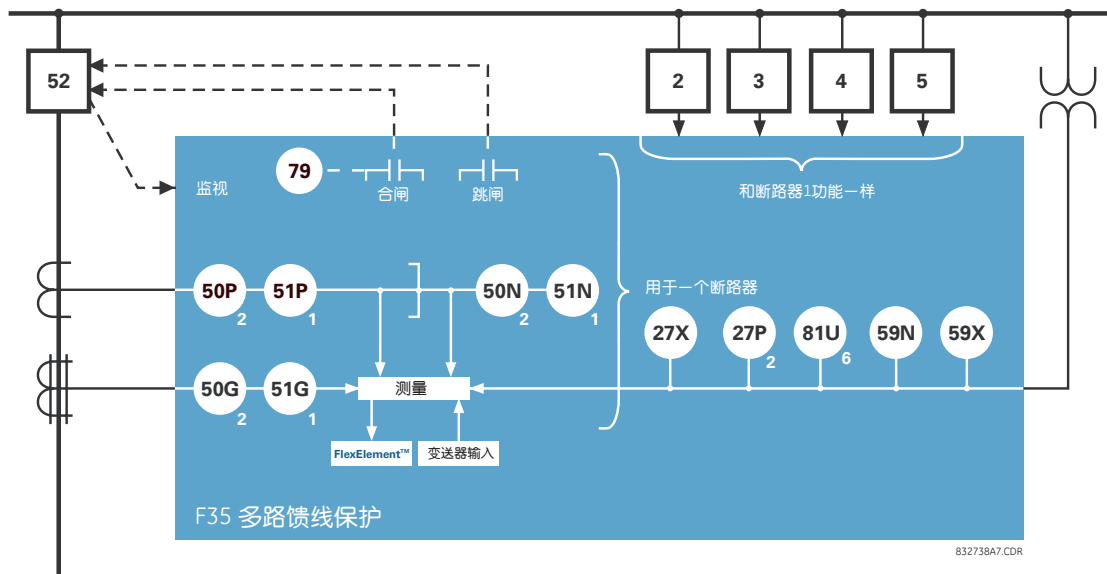 52
2
3
4
5
监视
79
合闸
跳闸
和断路器1功能一样
50P
2
51P
1
50N
2
51N
1
用于一个断路器
27X
27P
2
81U
6
59N
59X
50G
2
51G
1
测量
FlexElement™
变送器输入
F35 多路馈线保护
832738A7.CDR